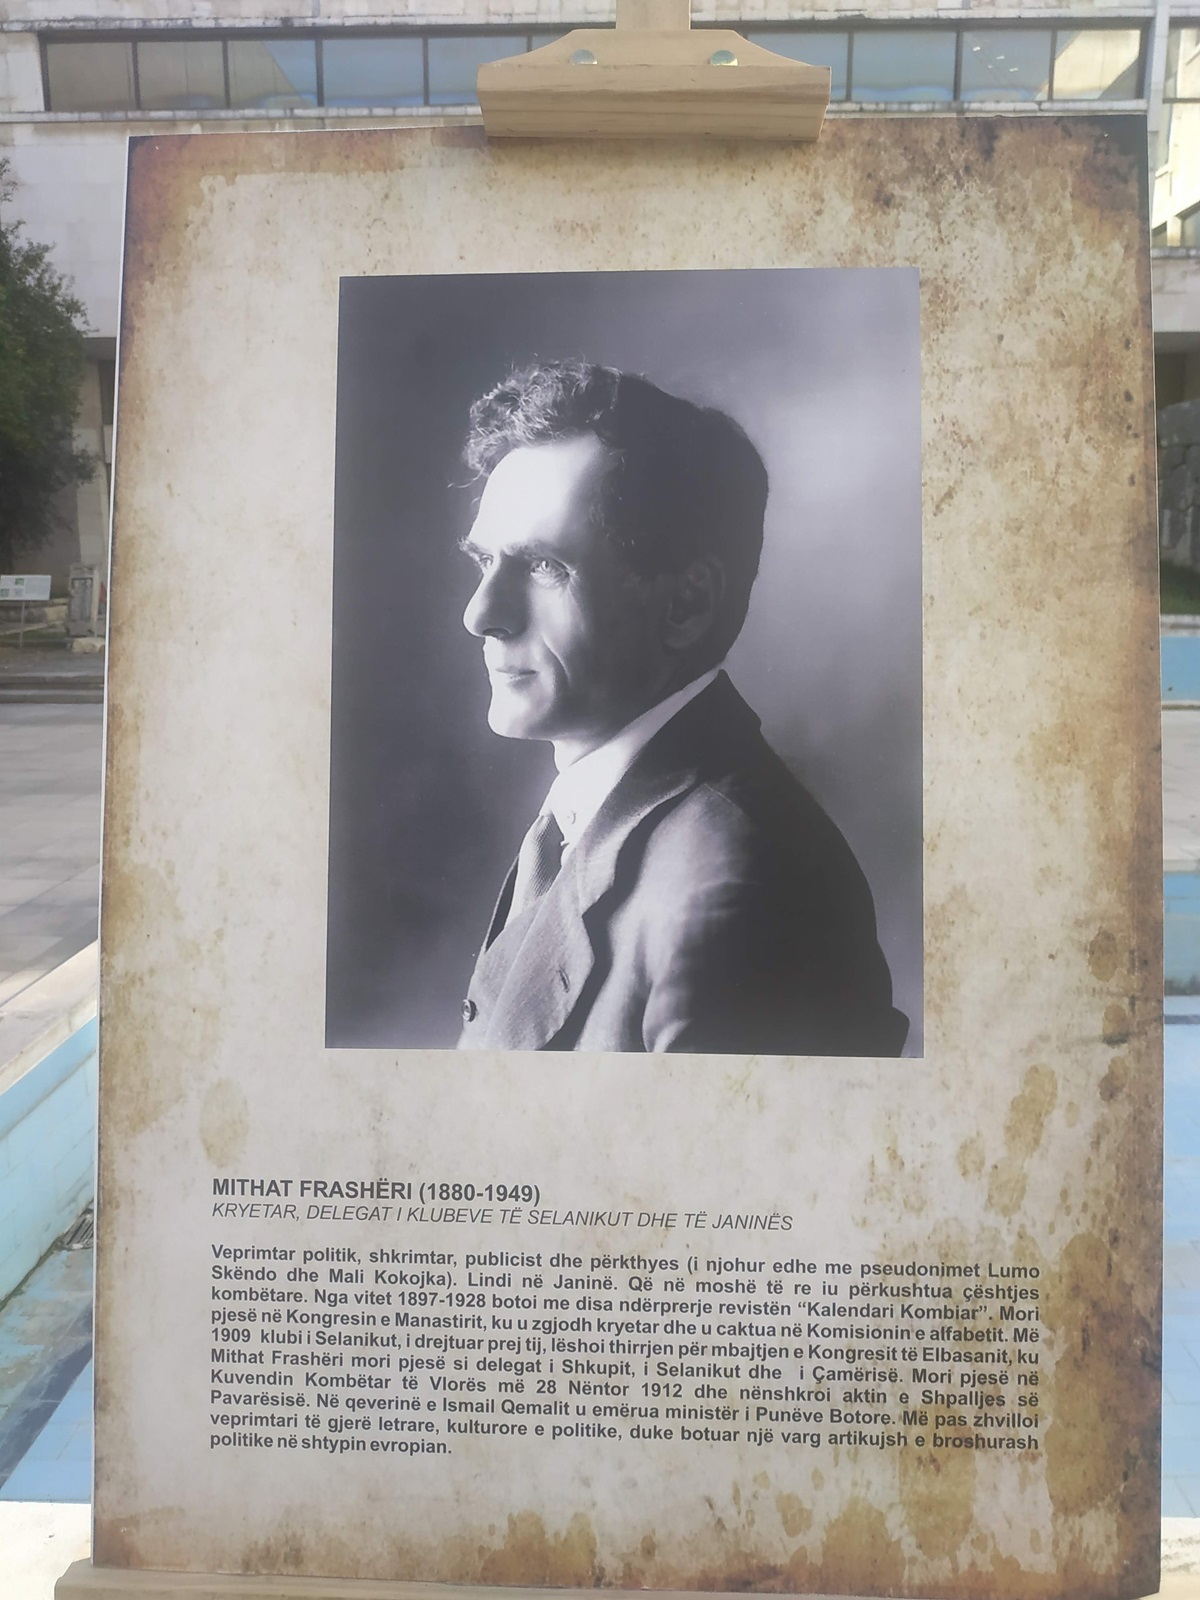 MITHAT FRASHËRI (1880-1949)
KRYETAR, DELEGAT I KLUBEVE TË SELANIKUT DHE TË JANINËS
Veprimtar politik, shkrimtar, publicist dhe përkthyes (i njohur edhe me pseudonimet Lumo
Skëndo dhe Mali Kokojka). Lindi në Janinë. Që në moshë të re iu përkushtua çështjes
kombëtare. Nga vitet 1897-1928 botoi me disa ndërprerje revistën “Kalendari Kombiar”. Mori
pjesë në Kongresin e Manastirit, ku u zgjodh kryetar dhe u caktua në Komisionin e alfabetit. Më
1909 klubi i Selanikut, i drejtuar prej tij, lëshoi thirrjen për mbajtjen e Kongresit të Elbasanit, ku
Mithat Frashëri mori pjesë si delegat i Shkupit, i Selanikut dhe i Çamërisë. Mori pjesë në
Kuvendin Kombëtar të Vlorës më 28 Nëntor 1912 dhe nënshkroi aktin e Shpalljes së
Pavarësisë. Në qeverinë e Ismail Qemalit u emërua ministër i Punëve Botore. Më pas zhvilloi
veprimtari të gjerë letrare, kulturore e politike, duke botuar një varg artikujsh e broshurash
politike në shtypin evropian.